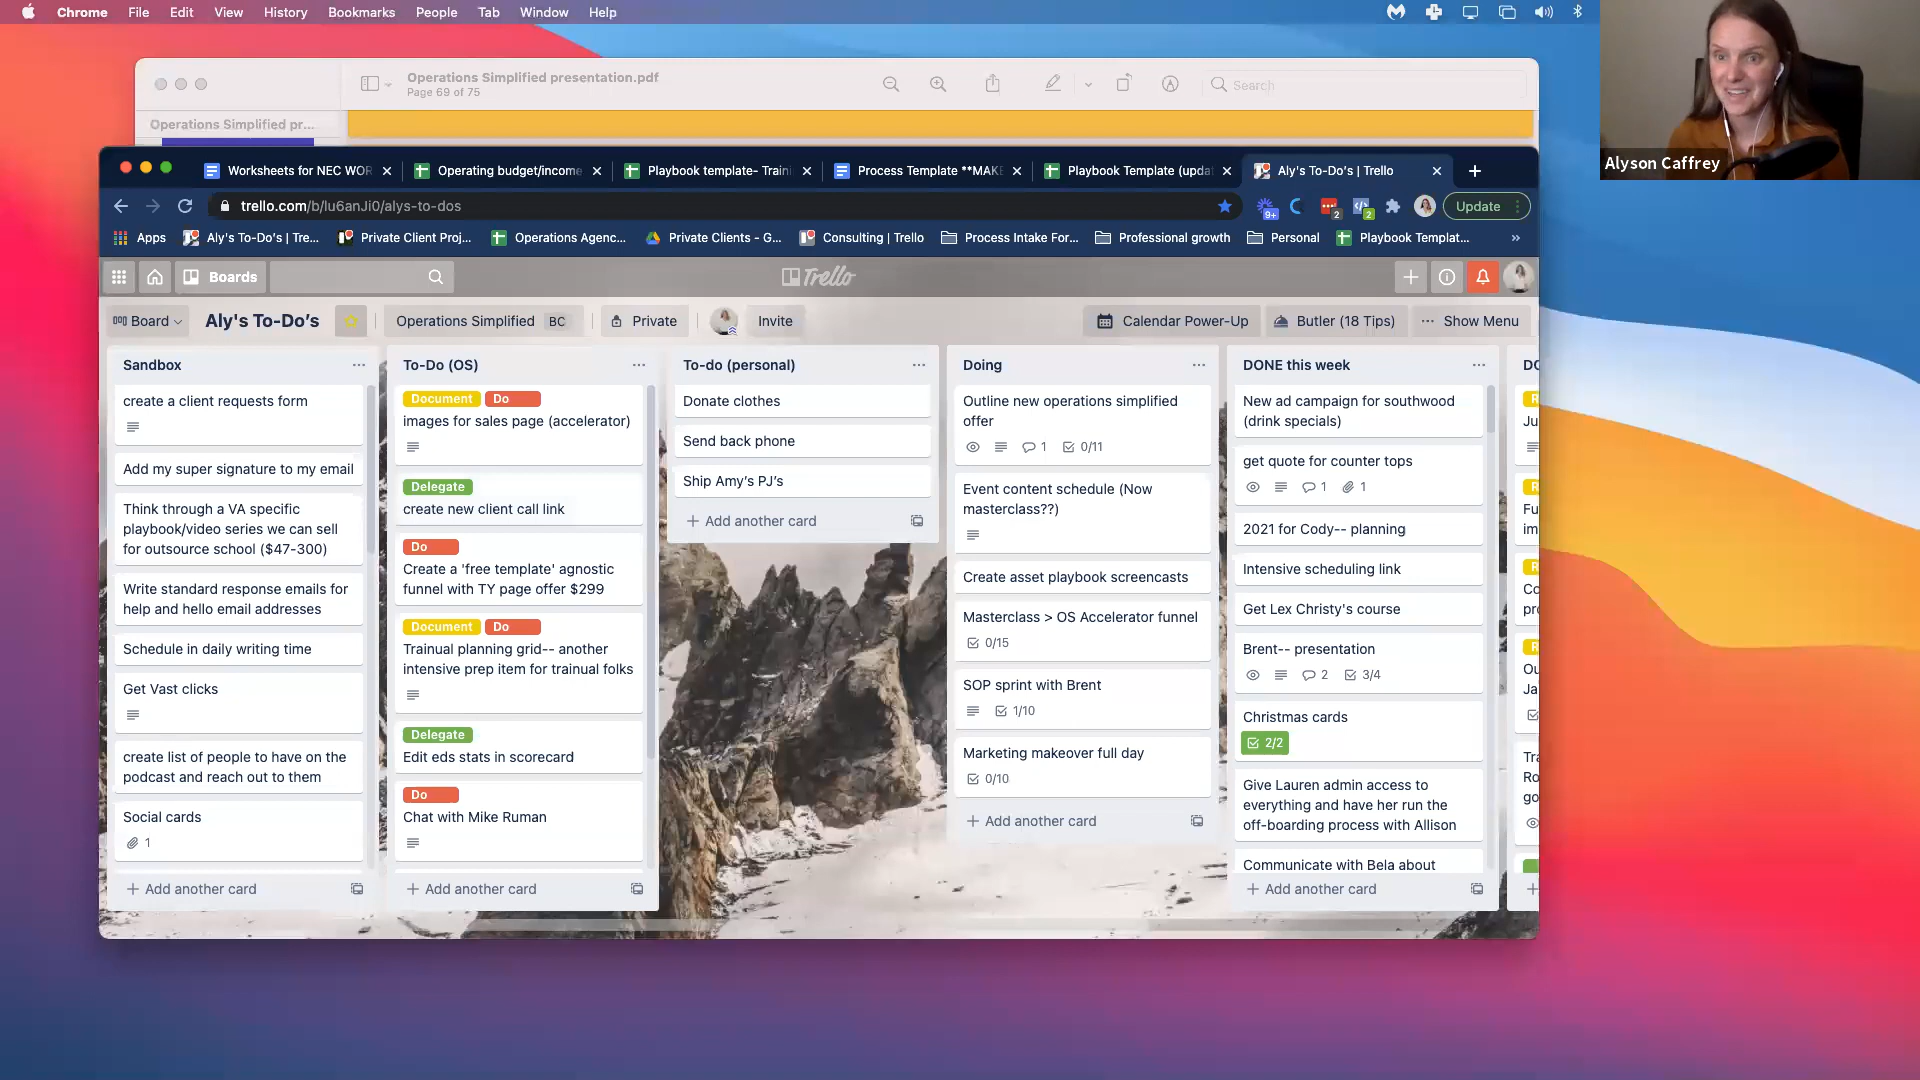 Chrome File Edit View History Bookmarks People Tab Window Help
Alyson Caffrey
Operations Simplified presentation.pdf
Page 69 of 75
Search
Operations Simplified pr...
Worksheets for NEC WOR
Operating budget/income
Playbook template- Traini
Process Template **MAKE
Playbook Template (upda
Aly's To-Do's | Trello
trello.com/b/lu6anJi0/alys-to-dos
9+
2
2
Update
Apps
Aly's To-Do's | Tre...
Private Client Proj...
Operations Agenc...
Private Clients - G...
Consulting | Trello
Process Intake For...
Professional growth
Personal
Playbook Templat...
»
Boards
Trello
Board
Aly's To-Do's
Operations Simplified BC
Private
Invite
Calendar Power-Up
Butler (18 Tips)
Show Menu
Sandbox
create a client requests form
Add my super signature to my email
Think through a VA specific
playbook/video series we can sell
for outsource school ($47-300)
Write standard response emails for
help and hello email addresses
Schedule in daily writing time
Get Vast clicks
create list of people to have on the
podcast and reach out to them
Social cards
1
+ Add another card
To-Do (OS)
Document Do
images for sales page (accelerator)
Delegate
create new client call link
Do
Create a 'free template' agnostic
funnel with TY page offer $299
Document Do
Trainual planning grid-- another
intensive prep item for trainual folks
Delegate
Edit eds stats in scorecard
Do
Chat with Mike Ruman
+ Add another card
To-do (personal)
Donate clothes
Send back phone
Ship Amy's PJ's
+ Add another card
Doing
Outline new operations simplified
offer
1 0/11
Event content schedule (Now
masterclass??)
Create asset playbook screencasts
Masterclass > OS Accelerator funnel
0/15
SOP sprint with Brent
1/10
Marketing makeover full day
0/10
+ Add another card
DONE this week
New ad campaign for southwood
(drink specials)
get quote for counter tops
1 1
2021 for Cody-- planning
Intensive scheduling link
Get Lex Christy's course
Brent-- presentation
2 3/4
Christmas cards
2/2
Give Lauren admin access to
everything and have her run the
off-boarding process with Allison
Communicate with Bela about
+ Add another card
DO
R
Ju
R
Fu
im
R
Co
pro
R
Ou
Ja
Tra
Ro
go
+